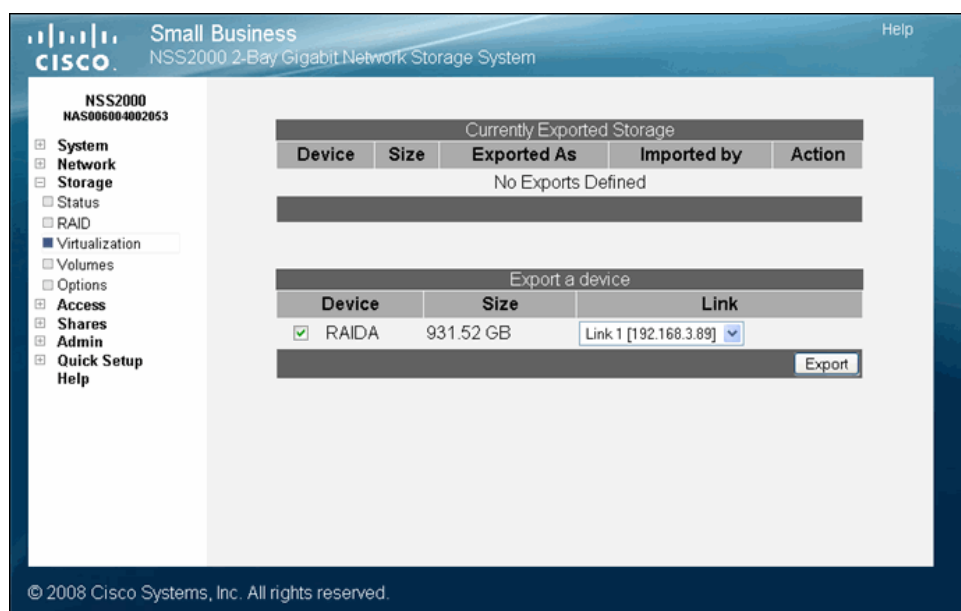 Small Business
Help
CISCO.
NSS2000 2-Bay Gigabit Network Storage System
NSS2000
NAS006004002053
System
Network
Storage
Status
RAID
Virtualization
Volumes
Options
Access
Shares
Admin
Quick Setup
Help
Currently Exported Storage
Device Size Exported As Imported by Action
No Exports Defined
Export a device
Device Size Link
RAIDA 931.52 GB Link 1 [192.168.3.89]
Export
© 2008 Cisco Systems, Inc. All rights reserved.